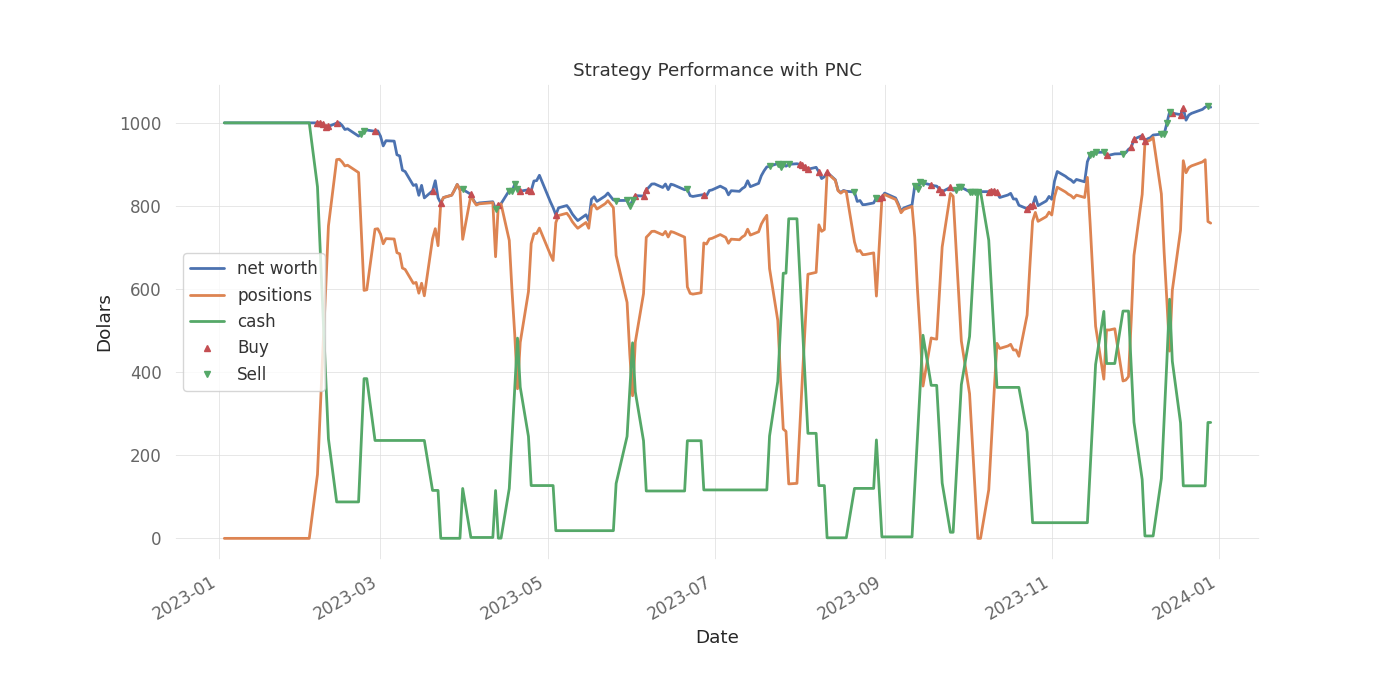 Strategy Performance with PNC
1000
800
600
400
200
0
Dolars
net worth
positions
cash
Buy
Sell
2023-01
2023-03
2023-05
2023-07
2023-09
2023-11
2024-01
Date